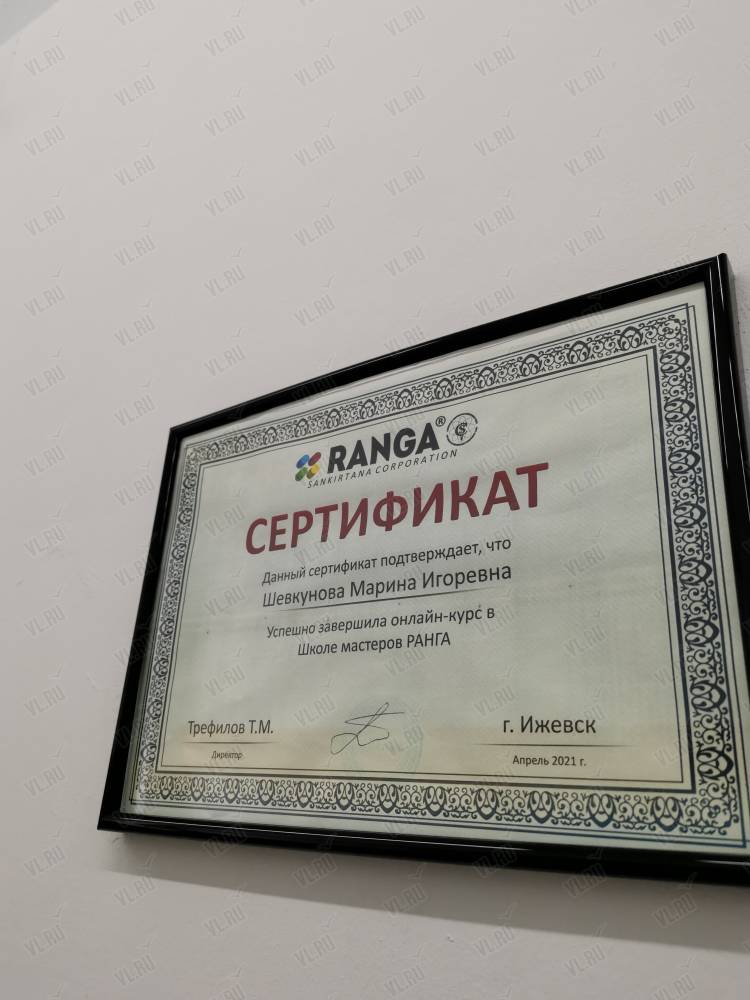 RANGA®
SANKIRTANA CORPORATION
СЕРТИФИКАТ
Данный сертификат подтверждает, что
Шевкунова Марина Игоревна
Успешно завершила онлайн-курс в
Школе мастеров РАНГА
Трефилов Т.М. г. Ижевск
Директор Апрель 2021 г.
VL.RU